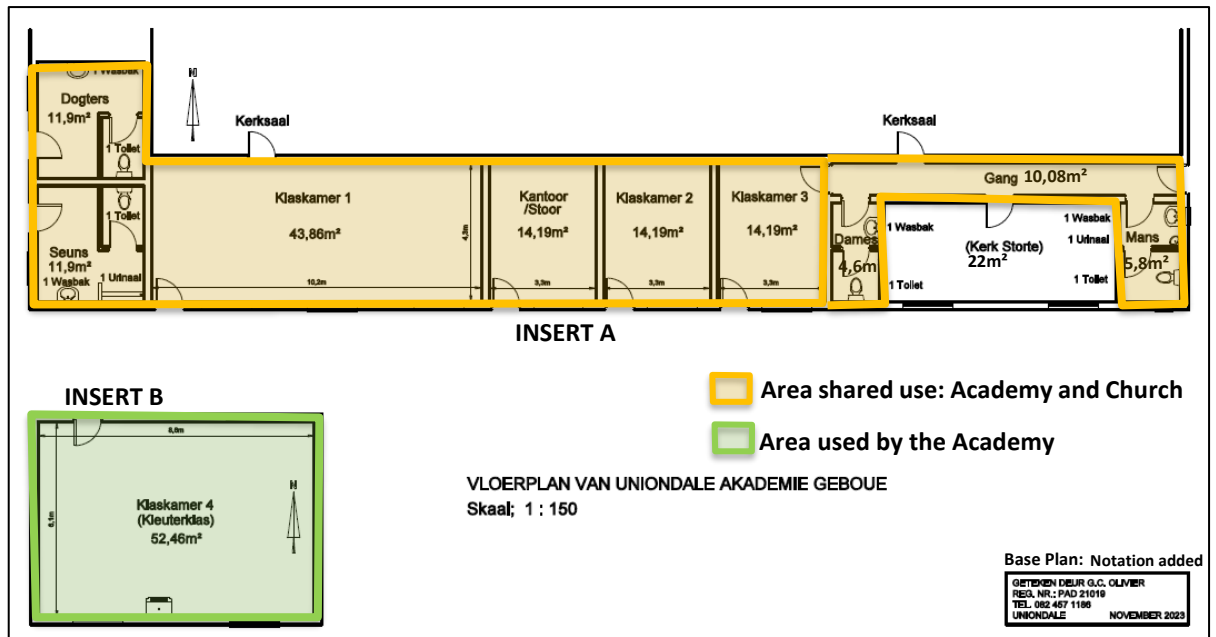 1 Wasbak
Dogters
11,9m²
1 Toilet
N
Kerksaal
Kerksaal
1 Toilet
Seuns
11,9m²
1 Wasbak
1 Urinaal
Klaskamer 1
43,86m²
10,2m
4,3m
Kantoor
/Stoor
14,19m²
3,3m
Klaskamer 2
14,19m²
3,3m
Klaskamer 3
14,19m²
3,3m
Gang 10,08m²
Dames
4,6m
1 Wasbak
1 Toilet
(Kerk Storte)
22m²
1 Wasbak
1 Urinaal
1 Toilet
Mans
5,8m²
INSERT A
INSERT B
8,6m
6,1m
Klaskamer 4
(Kleuterklas)
52,46m²
N
Area shared use: Academy and Church
Area used by the Academy
VLOERPLAN VAN UNIONDALE AKADEMIE GEBOUE
Skaal; 1 : 150
Base Plan: Notation added
GETEKEN DEUR G.C. OLIVIER
REG. NR.: PAD 21019
TEL. 082 457 1186
UNIONDALE NOVEMBER 2023